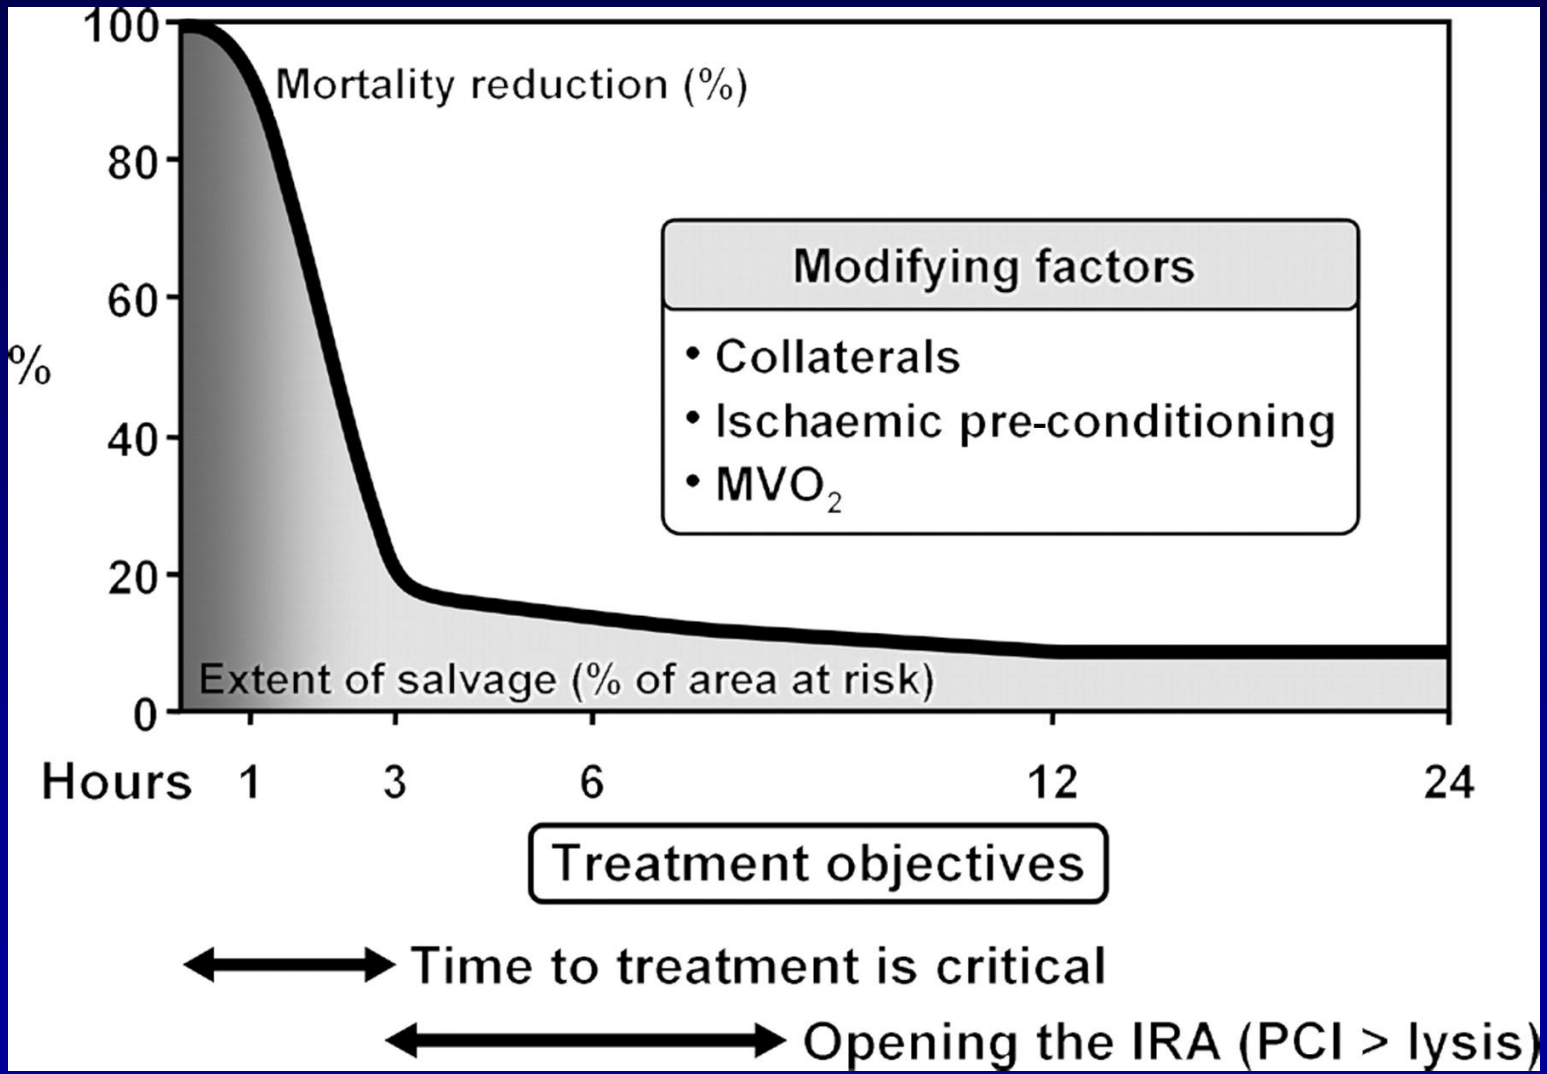 100
Mortality reduction (%)
80
60
%
40
20
0
Modifying factors
• Collaterals
• Ischaemic pre-conditioning
• MVO₂
Extent of salvage (% of area at risk)
Hours 1 3 6 12 24
Treatment objectives
Time to treatment is critical
Opening the IRA (PCI > lysis)